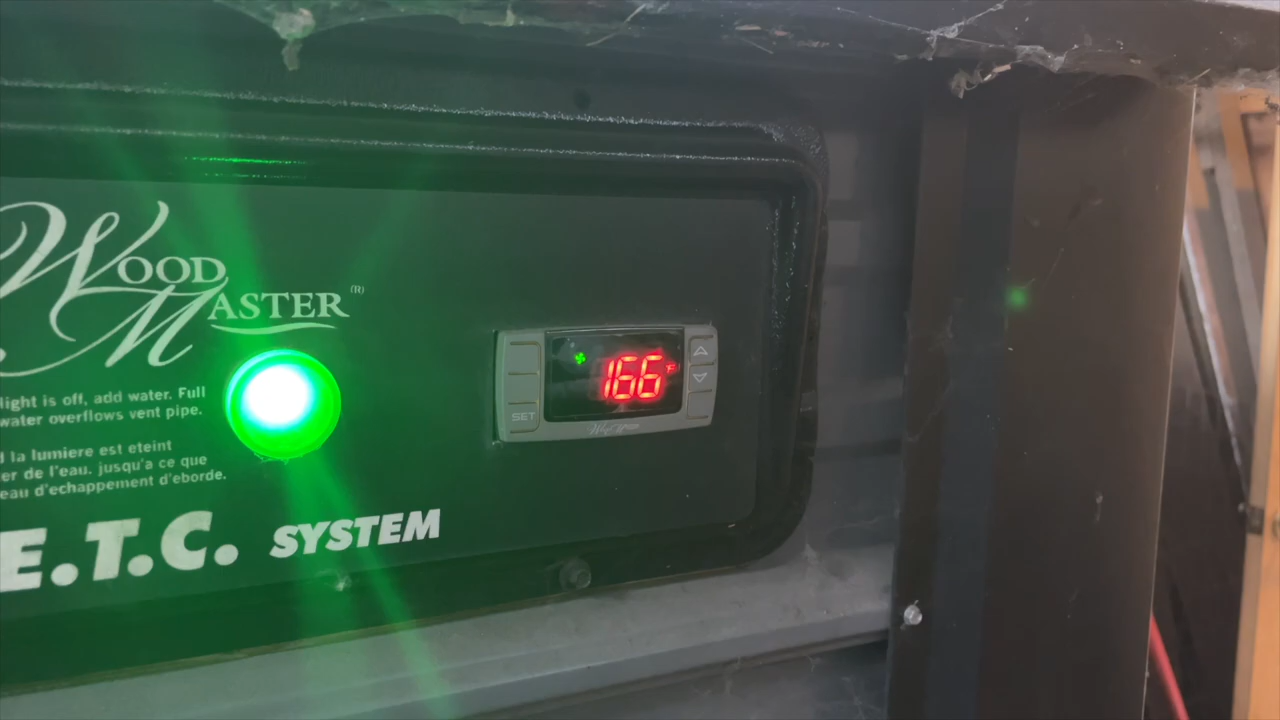 WOOD
MASTER (R)
light is off, add water. Full
water overflows vent pipe.
la lumiere est eteint
er de l'eau. jusqu'a ce que
eau d'echappement d'eborde.
E.T.C. SYSTEM
166 °F
SET